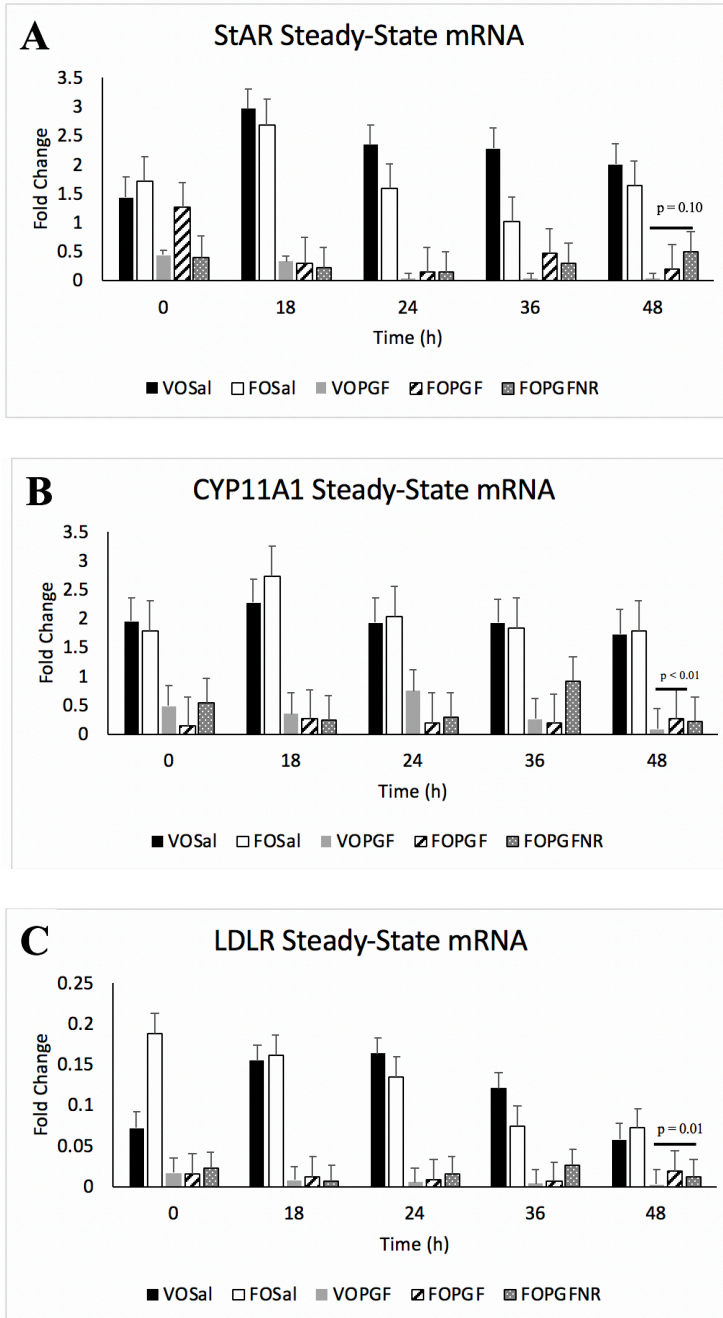 A
StAR Steady-State mRNA
Fold Change
3.5
3
2.5
2
1.5
1
0.5
0
p = 0.10
0 18 24 36 48
Time (h)
VOSal FOSal VOPGF FOPGF FOPGFNR
B
CYP11A1 Steady-State mRNA
Fold Change
3.5
3
2.5
2
1.5
1
0.5
0
p < 0.01
0 18 24 36 48
Time (h)
VOSal FOSal VOPGF FOPGF FOPGFNR
C
LDLR Steady-State mRNA
Fold Change
0.25
0.2
0.15
0.1
0.05
0
p = 0.01
0 18 24 36 48
Time (h)
VOSal FOSal VOPGF FOPGF FOPGFNR